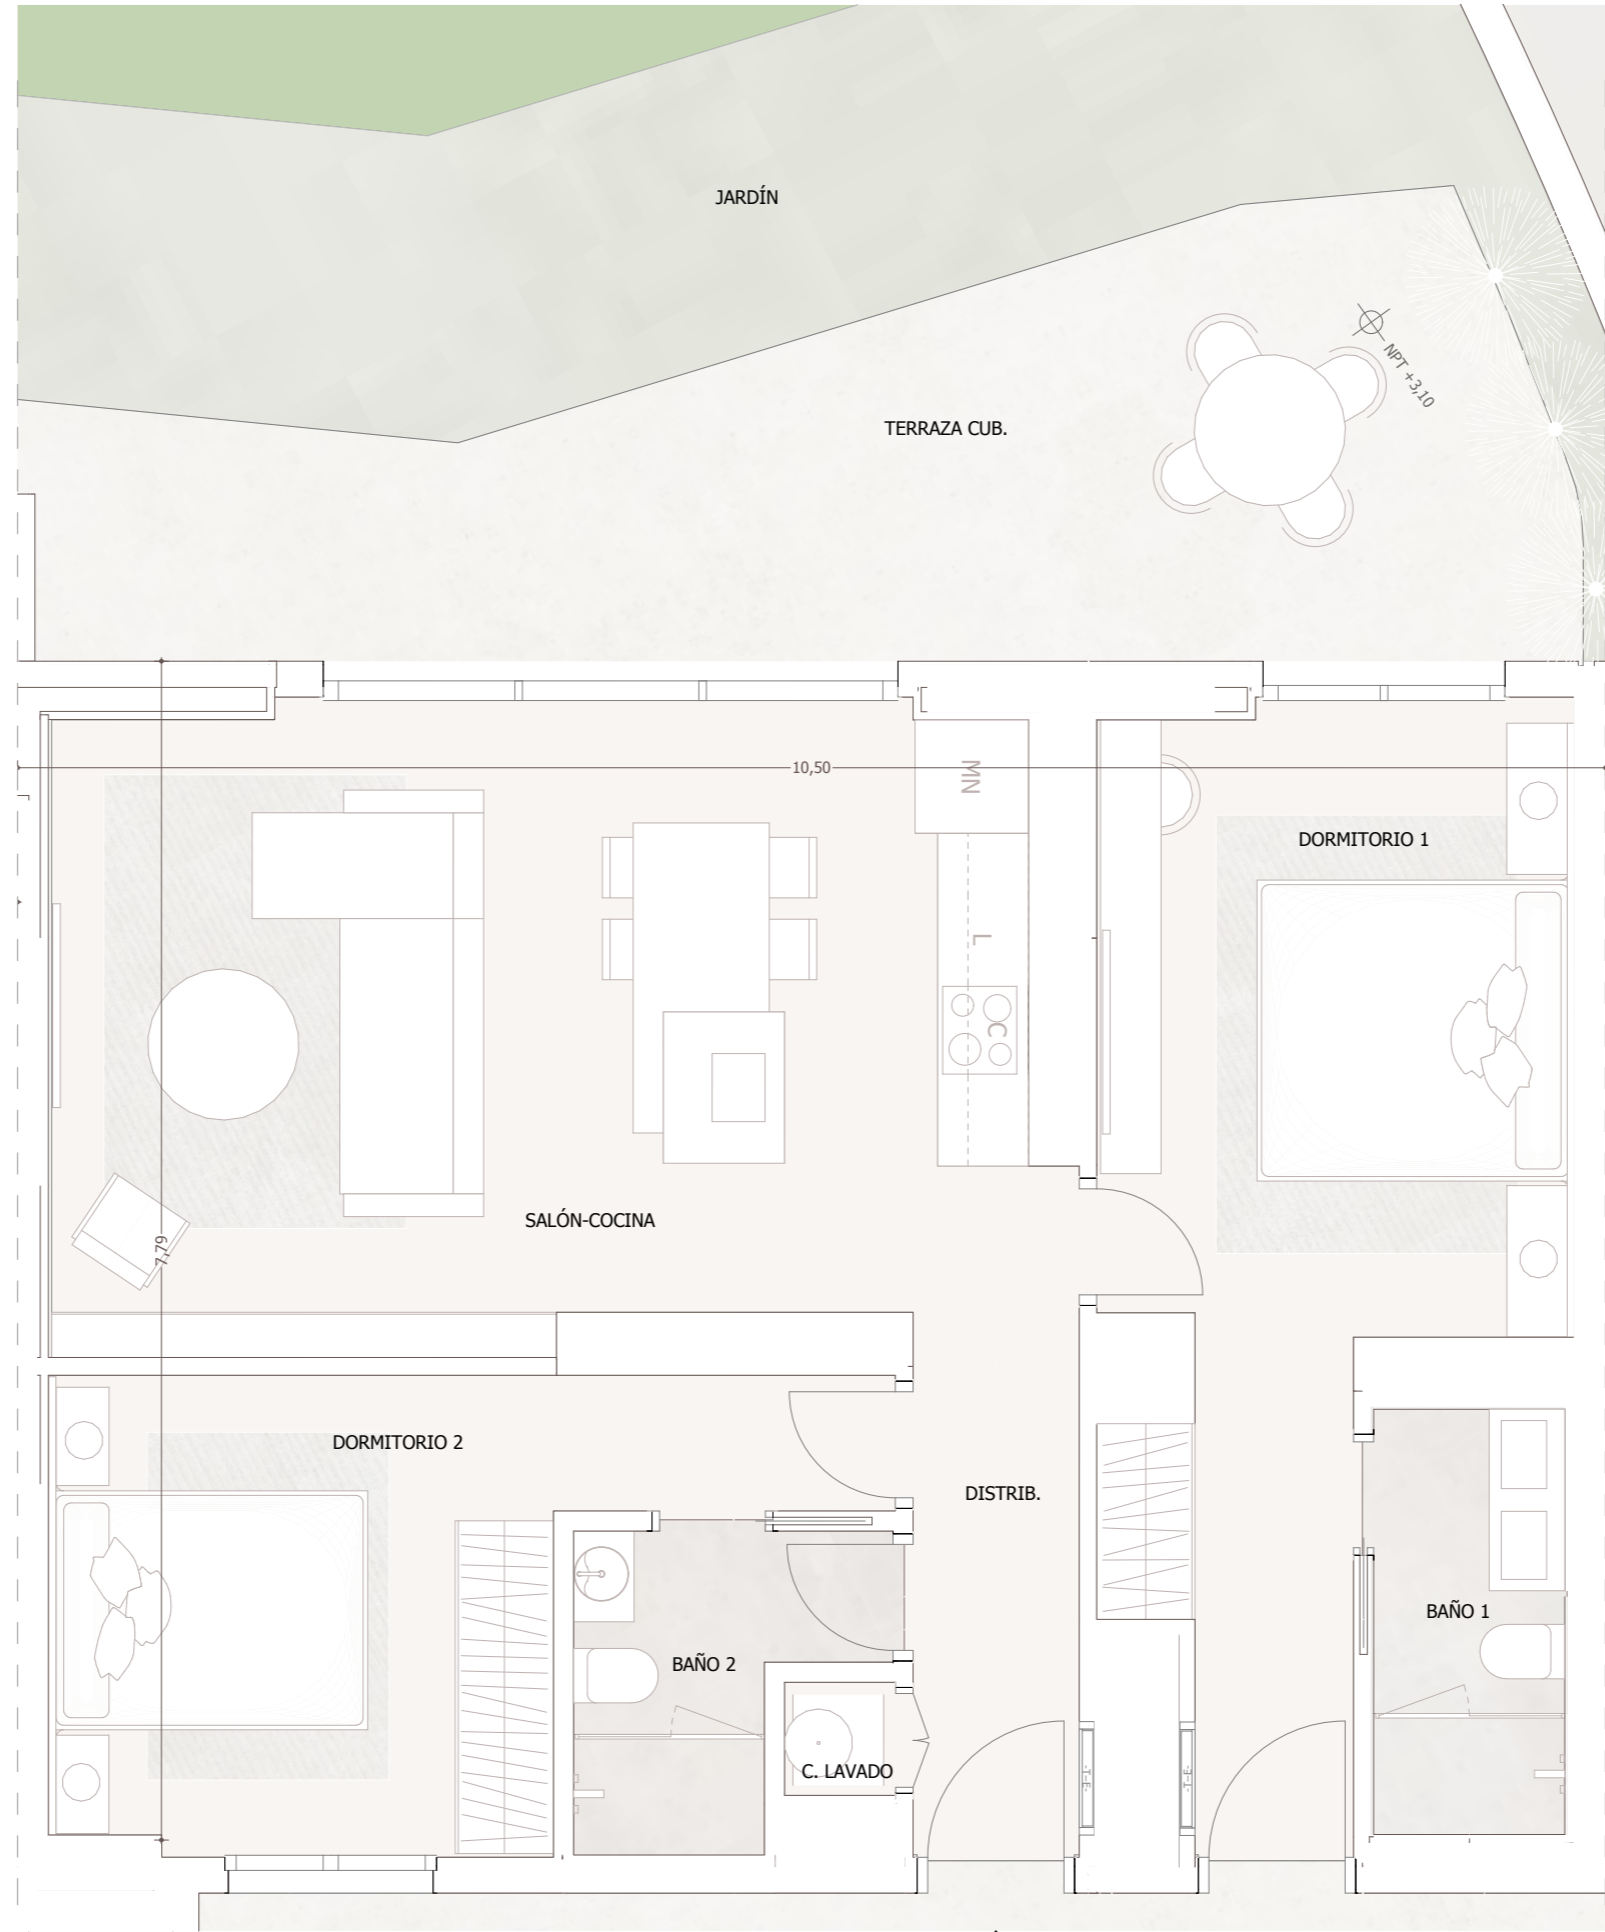 JARDÍN
NPT +3,10
TERRAZA CUB.
10,50
MN
DORMITORIO 1
L
C
SALÓN-COCINA
7,79
DORMITORIO 2
DISTRIB.
BAÑO 1
BAÑO 2
C. LAVADO
-T-E-
-T-E-